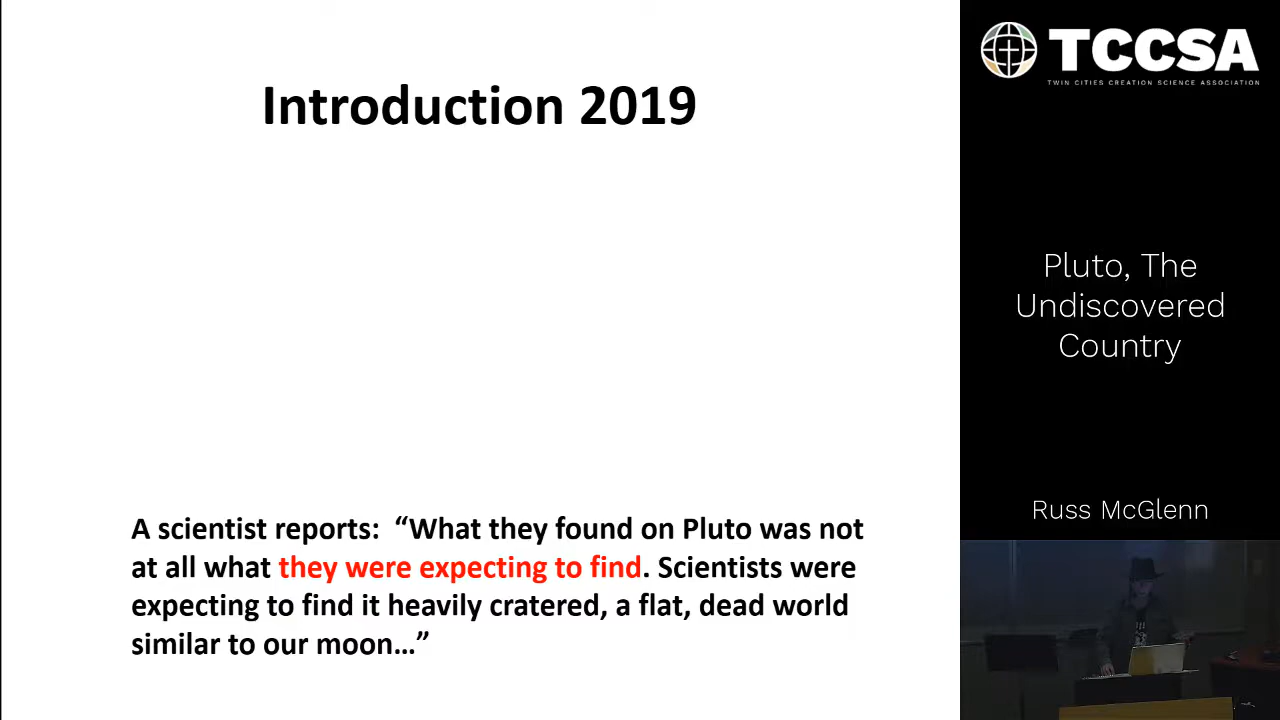 Introduction 2019
A scientist reports:  “What they found on Pluto was not
at all what they were expecting to find. Scientists were
expecting to find it heavily cratered, a flat, dead world
similar to our moon…”
TCCSA
TWIN CITIES CREATION SCIENCE ASSOCIATION
Pluto, The
Undiscovered
Country
Russ McGlenn